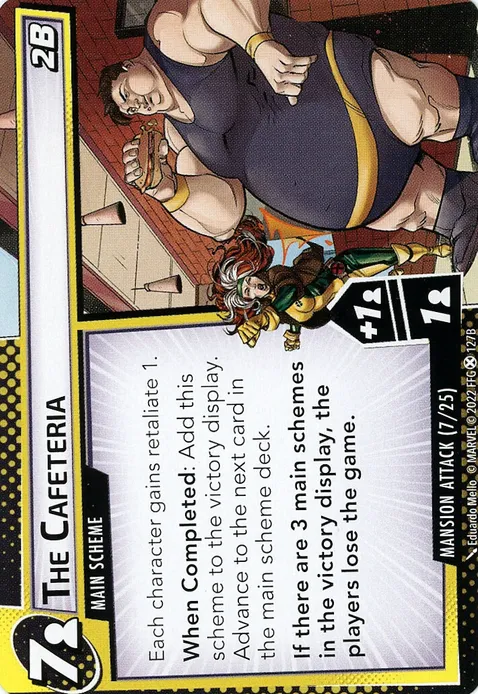 THE CAFETERIA
2B
MAIN SCHEME
7
Each character gains retaliate 1.
When Completed: Add this
scheme to the victory display.
Advance to the next card in
the main scheme deck.
If there are 3 main schemes
in the victory display, the
players lose the game.
+1
1
MANSION ATTACK (7/25)
Eduardo Mello © MARVEL © 2022 FFG 127B